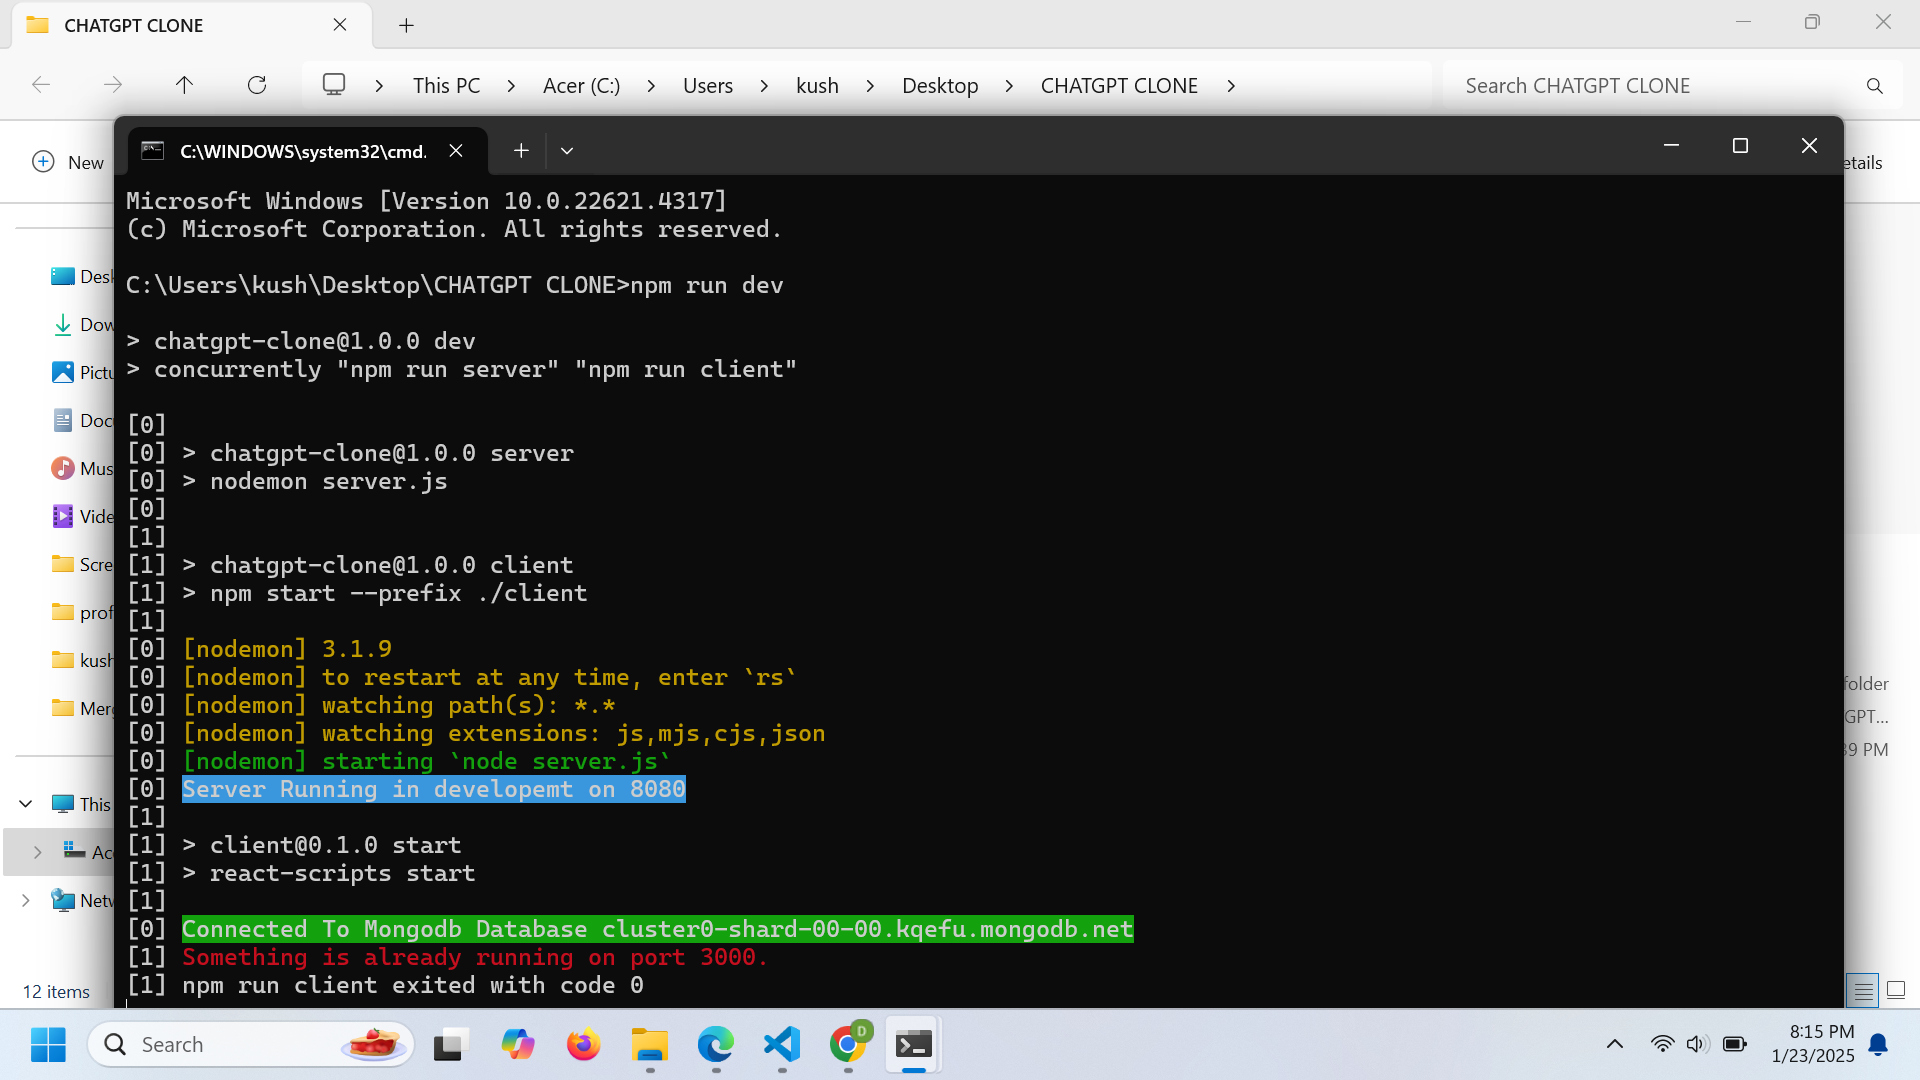 CHATGPT CLONE
This PC > Acer (C:) > Users > kush > Desktop > CHATGPT CLONE >
Search CHATGPT CLONE
New
etails
C:\WINDOWS\system32\cmd.
Microsoft Windows [Version 10.0.22621.4317]
(c) Microsoft Corporation. All rights reserved.
C:\Users\kush\Desktop\CHATGPT CLONE>npm run dev
> chatgpt-clone@1.0.0 dev
> concurrently "npm run server" "npm run client"
[0]
[0] > chatgpt-clone@1.0.0 server
[0] > nodemon server.js
[0]
[1]
[1] > chatgpt-clone@1.0.0 client
[1] > npm start --prefix ./client
[1]
[0] [nodemon] 3.1.9
[0] [nodemon] to restart at any time, enter `rs`
[0] [nodemon] watching path(s): *.*
[0] [nodemon] watching extensions: js,mjs,cjs,json
[0] [nodemon] starting `node server.js`
[0] Server Running in developemt on 8080
[1]
[1] > client@0.1.0 start
[1] > react-scripts start
[1]
[0] Connected To Mongodb Database cluster0-shard-00-00.kqefu.mongodb.net
[1] Something is already running on port 3000.
[1] npm run client exited with code 0
Desk
Dow
Pictu
Doc
Mus
Vide
Scre
prof
kush
Merg
This
Ac
Netw
folder
GPT...
39 PM
12 items
Search
D
8:15 PM
1/23/2025